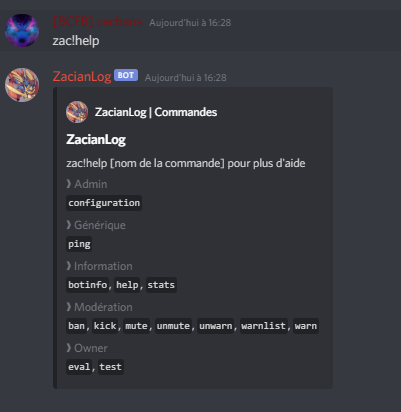 Aujourd'hui à 16:28
zac!help
ZacianLog BOT Aujourd'hui à 16:28
ZacianLog | Commandes
ZacianLog
zac!help [nom de la commande] pour plus d'aide
❱ Admin
configuration
❱ Générique
ping
❱ Information
botinfo, help, stats
❱ Modération
ban, kick, mute, unmute, unwarn, warnlist, warn
❱ Owner
eval, test